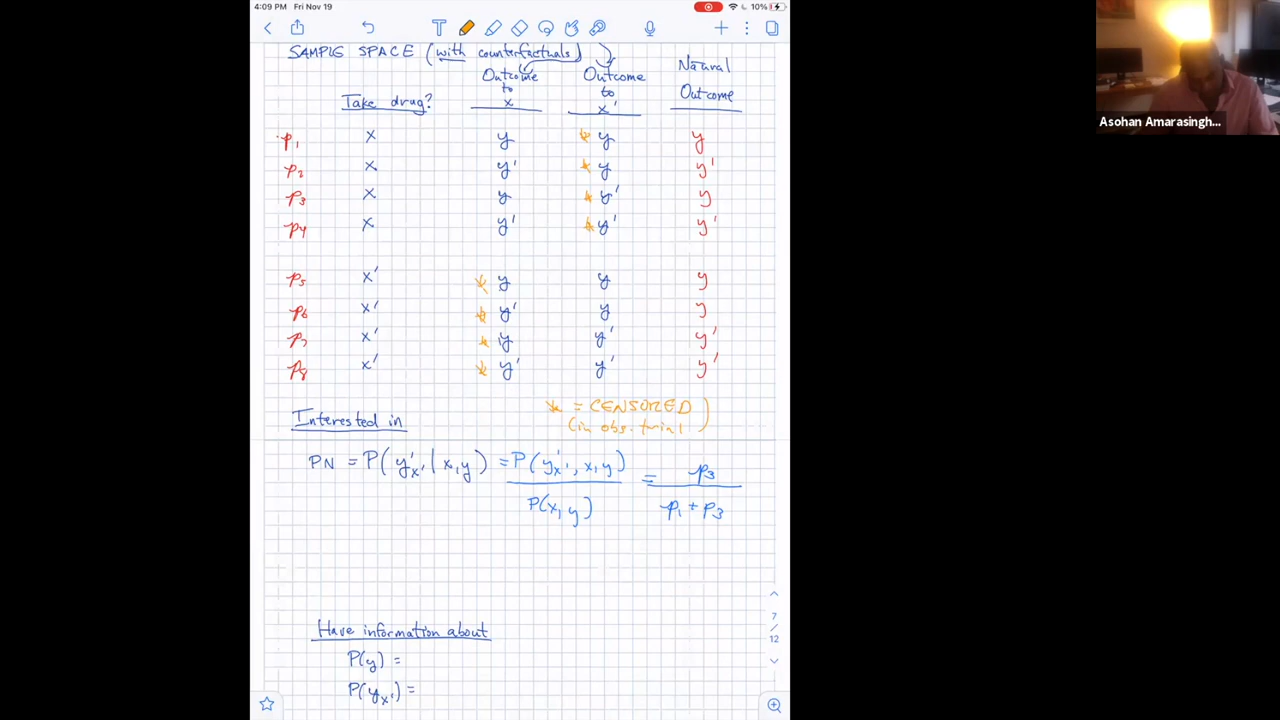 4:09 PM Fri Nov 19
10%
SAMPLE SPACE (with counterfactuals)
Take drug?
Outcome to x
Outcome to x'
Natural Outcome
p1 x y * y y
p2 x y' * y y'
p3 x y * y' y
p4 x y' * y' y'
p5 x' * y y y
p6 x' * y' y y
p7 x' * y y' y'
p8 x' * y' y' y'
* = CENSORED
(in obs. trial)
Interested in
PN = P(y'x' | x, y) = P(y'x', x, y) / P(x, y) = p3 / p1 + p3
Have information about
P(y) =
P(yx') =
7 / 12
Asohan Amarasingh...